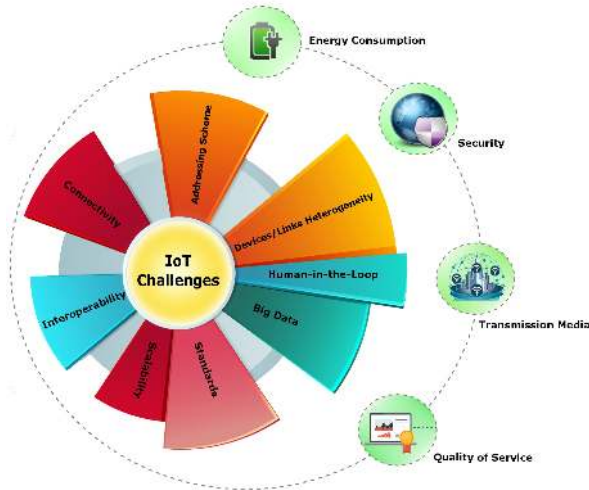 Energy Consumption
Security
Transmission Media
Quality of Service
IoT
Challenges
Addressing Scheme
Devices/Links Heterogeneity
Human-in-the-Loop
Big Data
Standards
Scalability
Interoperability
Connectivity